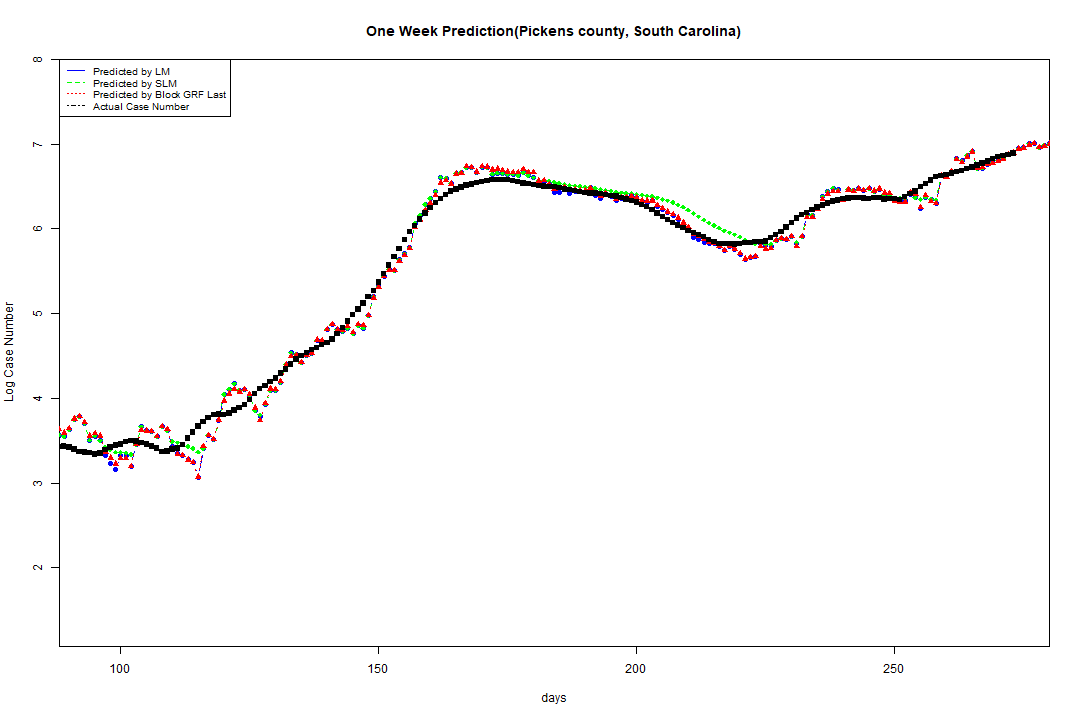 One Week Prediction(Pickens county, South Carolina)
Predicted by LM
Predicted by SLM
Predicted by Block GRF Last
Actual Case Number
8
7
6
5
4
3
2
Log Case Number
100 150 200 250
days